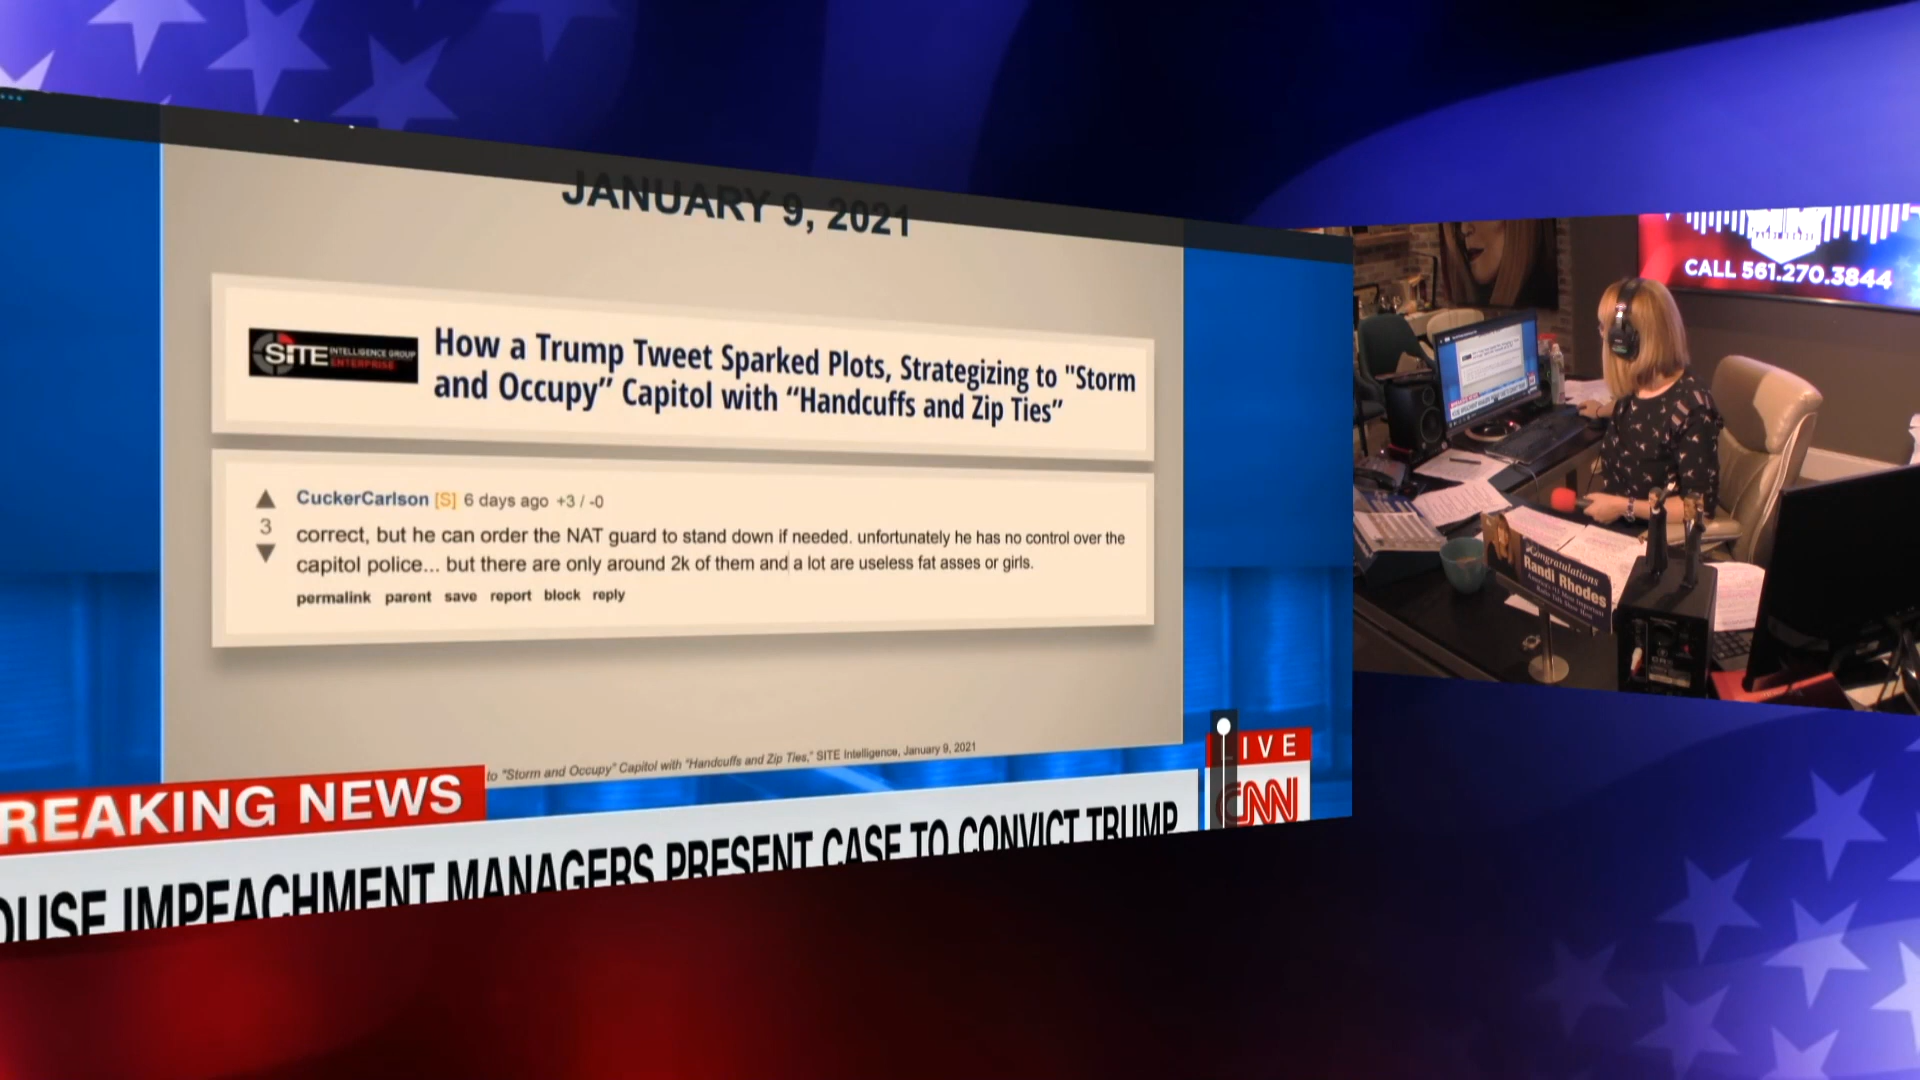 JANUARY 9, 2021
SITE INTELLIGENCE GROUP
ENTERPRISE
How a Trump Tweet Sparked Plots, Strategizing to "Storm
and Occupy” Capitol with “Handcuffs and Zip Ties”
CuckerCarlson [S] 6 days ago +3 / -0
3
correct, but he can order the NAT guard to stand down if needed. unfortunately he has no control over the
capitol police... but there are only around 2k of them and a lot are useless fat asses or girls.
permalink parent save report block reply
to "Storm and Occupy" Capitol with "Handcuffs and Zip Ties," SITE Intelligence, January 9, 2021
REAKING NEWS
OUSE IMPEACHMENT MANAGERS PRESENT CASE TO CONVICT TRUMP
LIVE
CNN
CALL 561.270.3844
Congratulations
Randi Rhodes